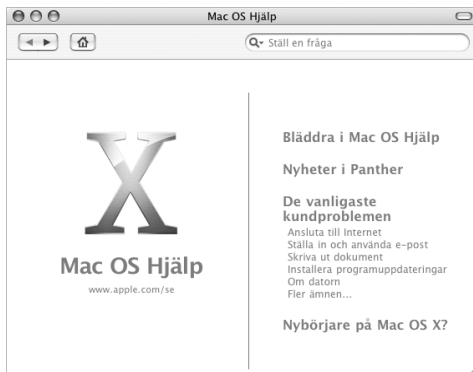 Mac OS Hjälp
Ställ en fråga
X
Mac OS Hjälp
www.apple.com/se
Bläddra i Mac OS Hjälp
Nyheter i Panther
De vanligaste
kundproblemen
Ansluta till Internet
Ställa in och använda e-post
Skriva ut dokument
Installera programuppdateringar
Om datorn
Fler ämnen...
Nybörjare på Mac OS X?